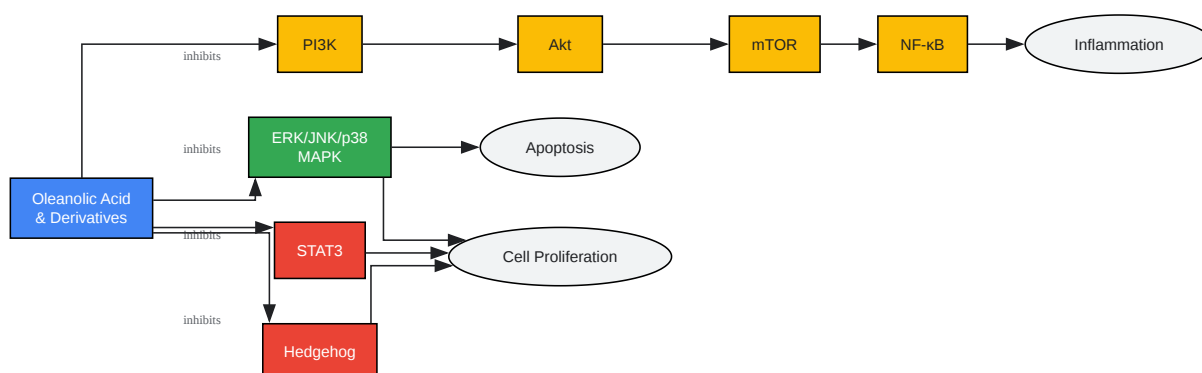 inhibits
PI3K
Akt
mTOR
NF-κB
Inflammation
inhibits
ERK/JNK/p38
MAPK
Apoptosis
Oleanolic Acid
& Derivatives
inhibits
STAT3
Cell Proliferation
inhibits
Hedgehog